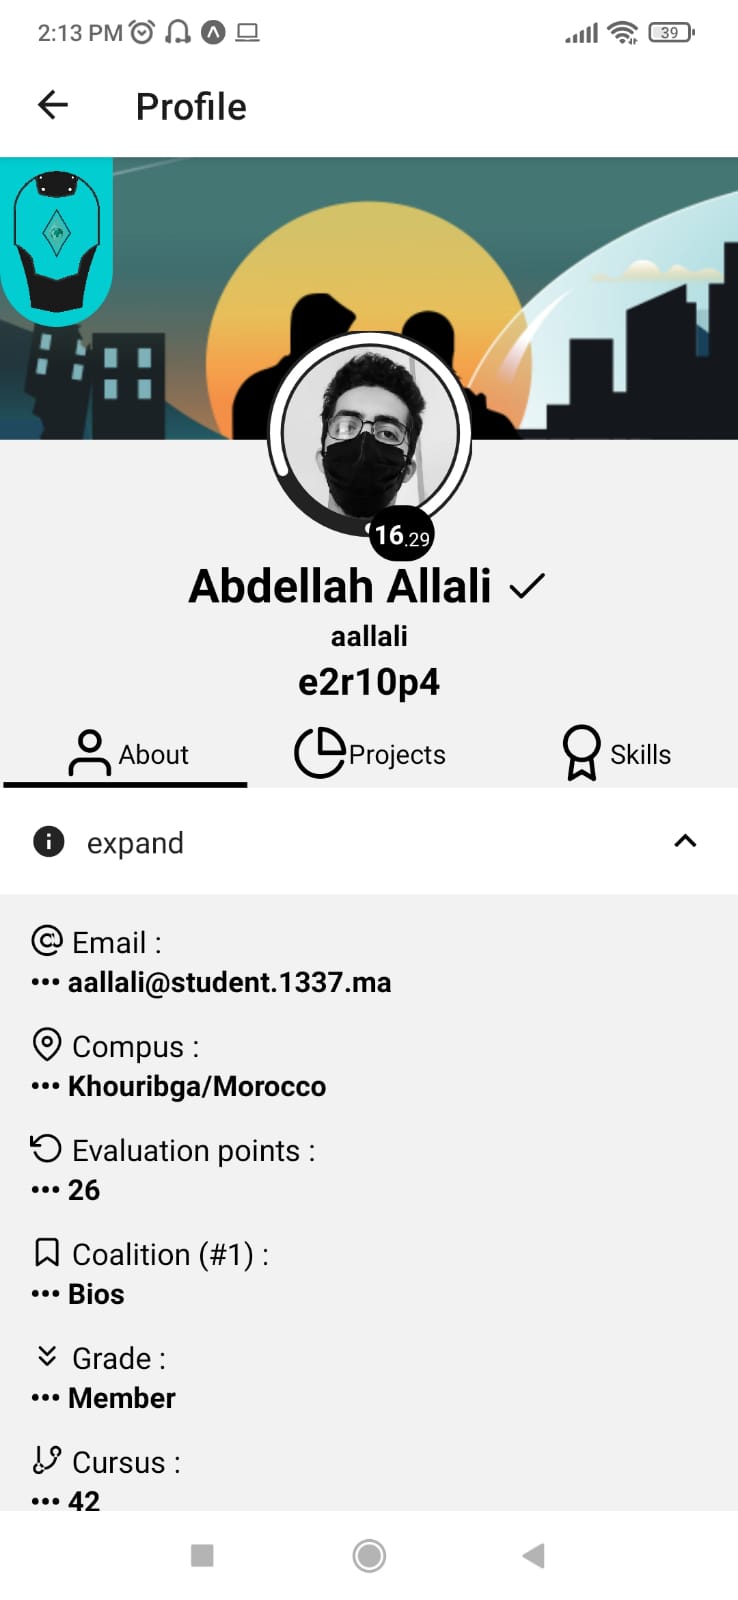 2:13 PM
39
Profile
16.29
Abdellah Allali
aallali
e2r10p4
About
Projects
Skills
expand
Email :
••• aallali@student.1337.ma
Compus :
••• Khouribga/Morocco
Evaluation points :
••• 26
Coalition (#1) :
••• Bios
Grade :
••• Member
Cursus :
••• 42